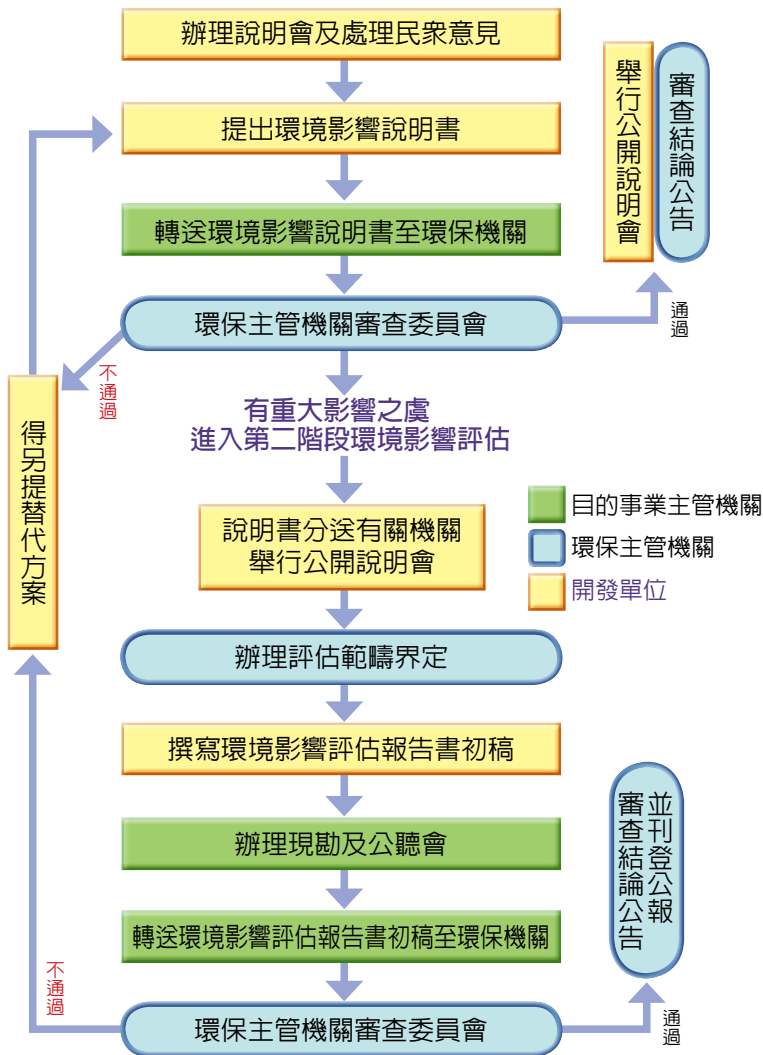 辦理說明會及處理民眾意見
提出環境影響說明書
轉送環境影響說明書至環保機關
環保主管機關審查委員會
通過
舉行公開說明會
審查結論公告
不通過
得另提替代方案
有重大影響之虞
進入第二階段環境影響評估
說明書分送有關機關
舉行公開說明會
目的事業主管機關
環保主管機關
開發單位
辦理評估範疇界定
撰寫環境影響評估報告書初稿
辦理現勘及公聽會
轉送環境影響評估報告書初稿至環保機關
環保主管機關審查委員會
不通過
通過
審查結論公告
並刊登公報